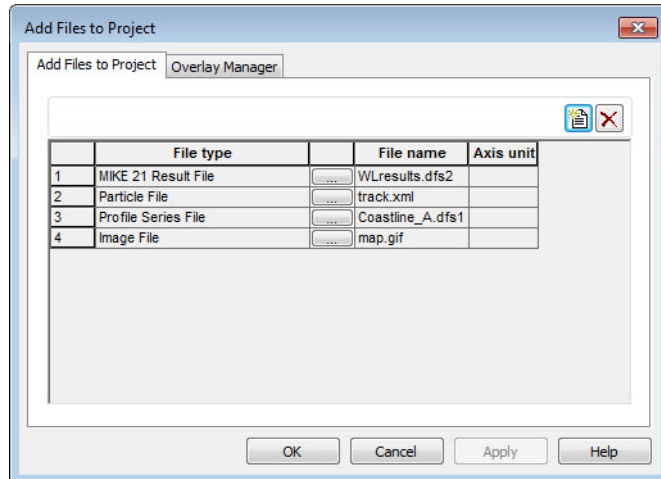 Add Files to Project
Add Files to Project Overlay Manager
File type File name Axis unit
1 MIKE 21 Result File ... WLresults.dfs2
2 Particle File ... track.xml
3 Profile Series File ... Coastline_A.dfs1
4 Image File ... map.gif
OK Cancel Apply Help